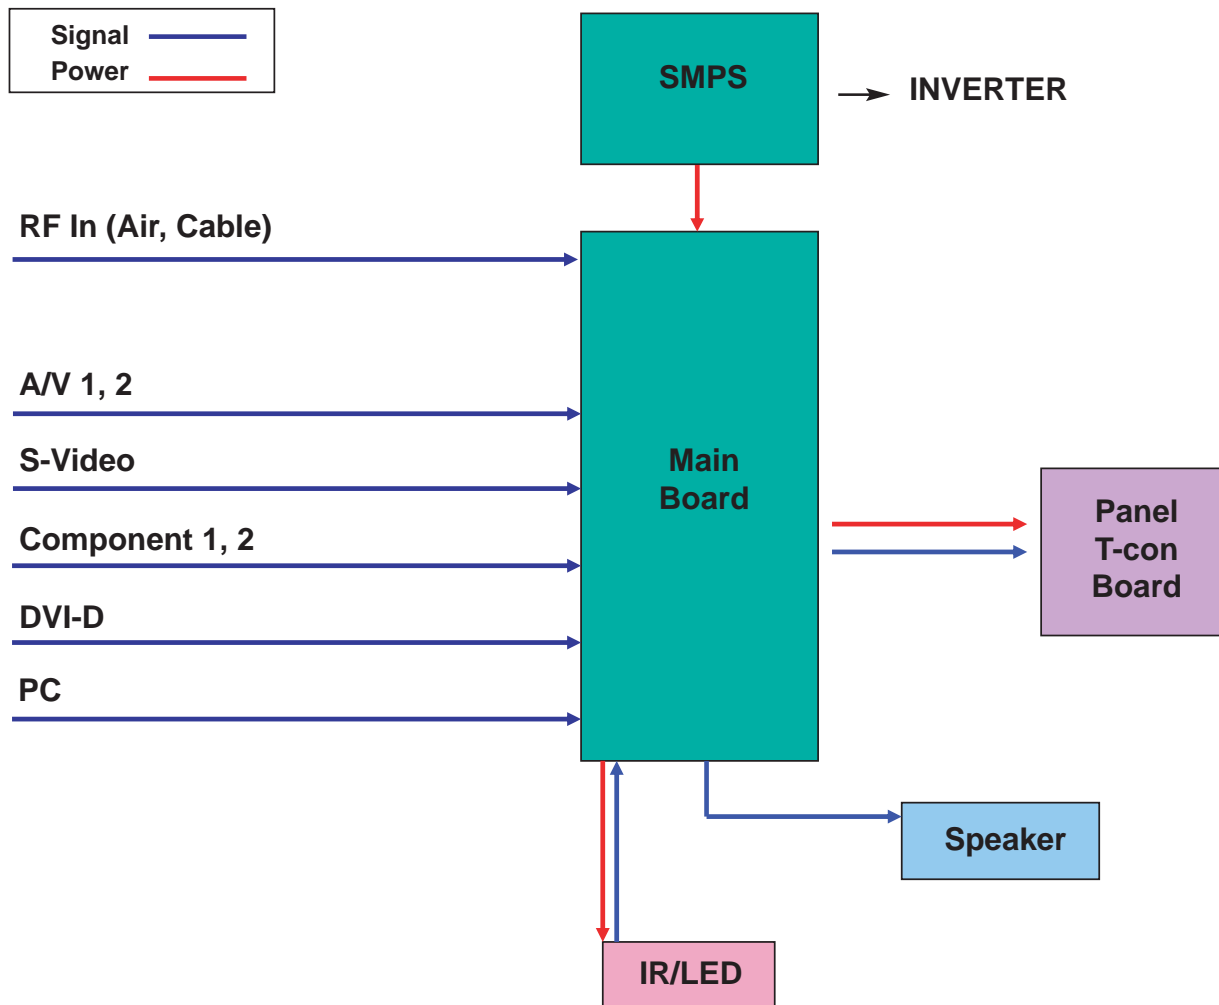 Signal
Power
SMPS
INVERTER
RF In (Air, Cable)
A/V 1, 2
S-Video
Component 1, 2
DVI-D
PC
Main
Board
Panel
T-con
Board
Speaker
IR/LED